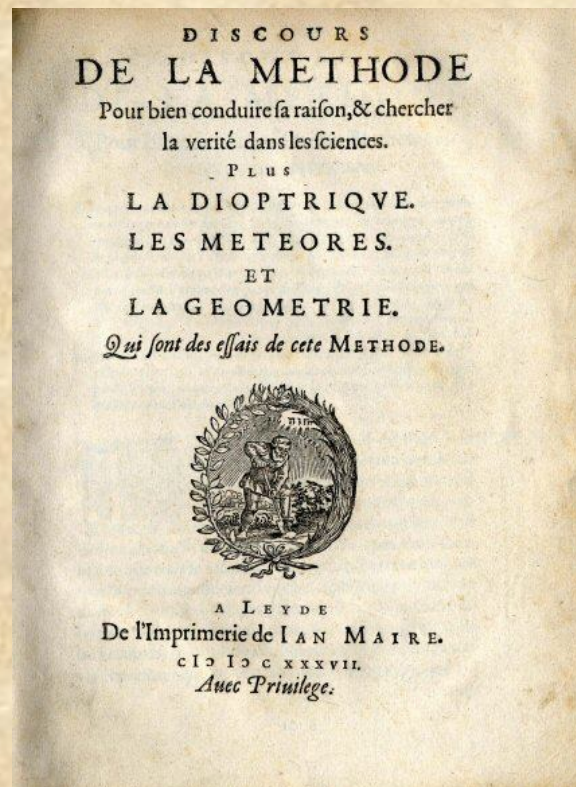 DISCOURS
DE LA METHODE
Pour bien conduire ſa raiſon, & chercher
la verité dans les ſciences.
PLUS
LA DIOPTRIQVE.
LES METEORES.
ET
LA GEOMETRIE.
Qui ſont des eſſais de cete METHODE.
A LEYDE
De l'Imprimerie de IAN MAIRE.
cIↄ Iↄ c xxxvii.
Auec Priuilege.